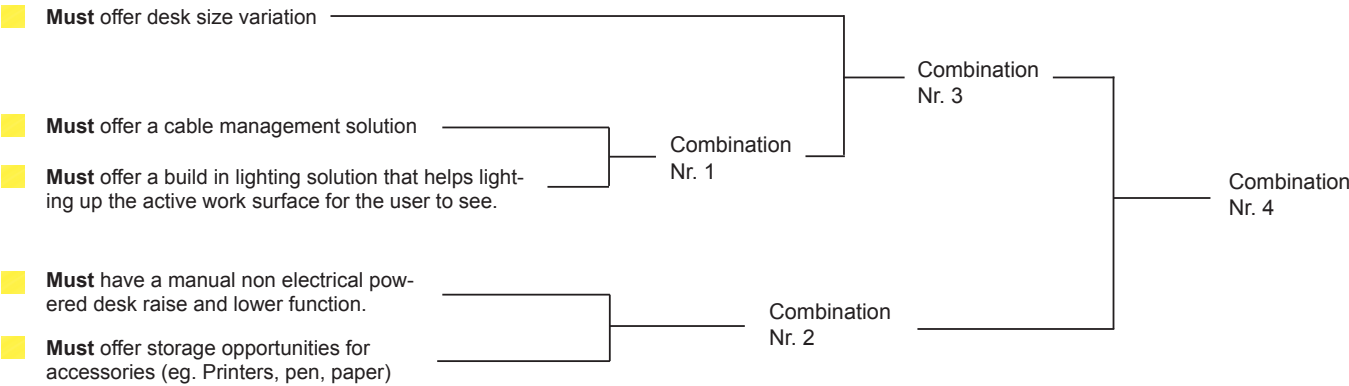 Must offer desk size variation
Combination
Nr. 3
Must offer a cable management solution
Combination
Nr. 1
Must offer a build in lighting solution that helps light-
ing up the active work surface for the user to see.
Combination
Nr. 4
Must have a manual non electrical pow-
ered desk raise and lower function.
Combination
Nr. 2
Must offer storage opportunities for
accessories (eg. Printers, pen, paper)